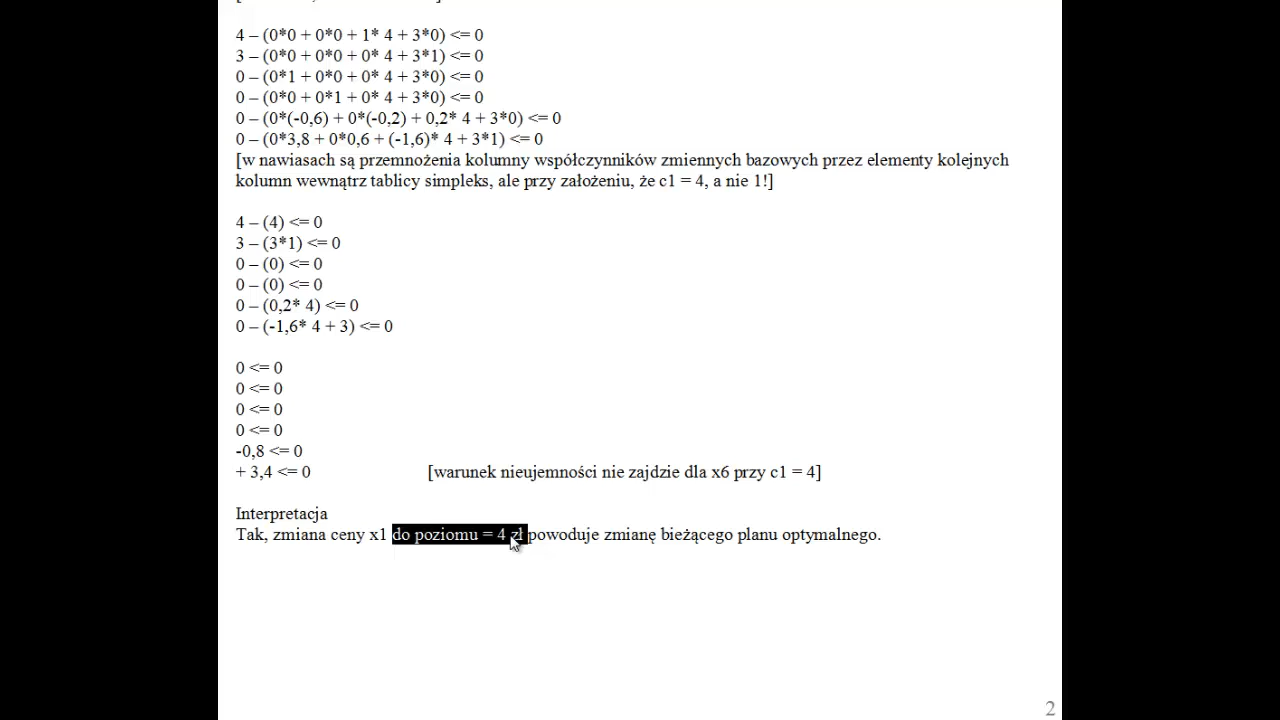 4 – (0*0 + 0*0 + 1* 4 + 3*0) <= 0
3 – (0*0 + 0*0 + 0* 4 + 3*1) <= 0
0 – (0*1 + 0*0 + 0* 4 + 3*0) <= 0
0 – (0*0 + 0*1 + 0* 4 + 3*0) <= 0
0 – (0*(-0,6) + 0*(-0,2) + 0,2* 4 + 3*0) <= 0
0 – (0*3,8 + 0*0,6 + (-1,6)* 4 + 3*1) <= 0
[w nawiasach są przemnożenia kolumny współczynników zmiennych bazowych przez elementy kolejnych
kolumn wewnątrz tablicy simpleks, ale przy założeniu, że c1 = 4, a nie 1!]
4 – (4) <= 0
3 – (3*1) <= 0
0 – (0) <= 0
0 – (0) <= 0
0 – (0,2* 4) <= 0
0 – (-1,6* 4 + 3) <= 0
0 <= 0
0 <= 0
0 <= 0
0 <= 0
-0,8 <= 0
+ 3,4 <= 0 [warunek nieujemności nie zajdzie dla x6 przy c1 = 4]
Interpretacja
Tak, zmiana ceny x1 do poziomu = 4 zł powoduje zmianę bieżącego planu optymalnego.
2